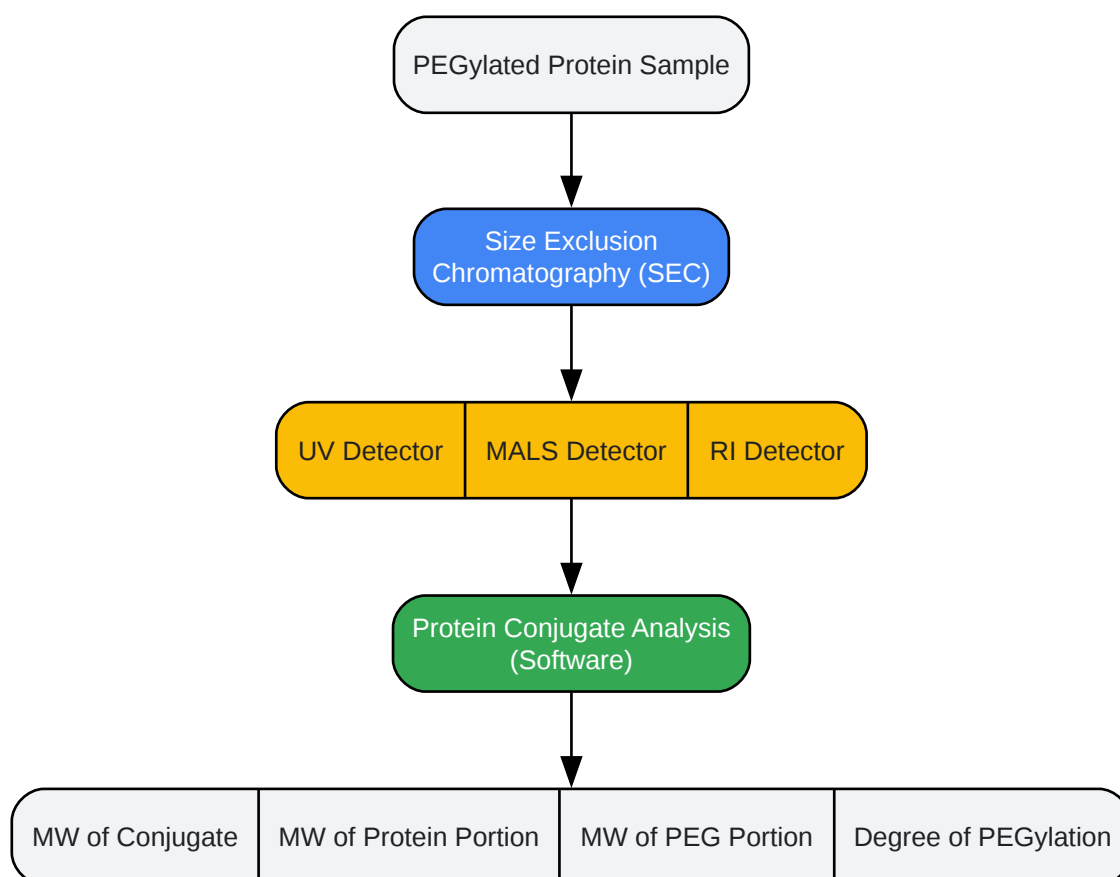 PEGylated Protein Sample
Size Exclusion
Chromatography (SEC)
UV Detector
MALS Detector
RI Detector
Protein Conjugate Analysis
(Software)
MW of Conjugate
MW of Protein Portion
MW of PEG Portion
Degree of PEGylation